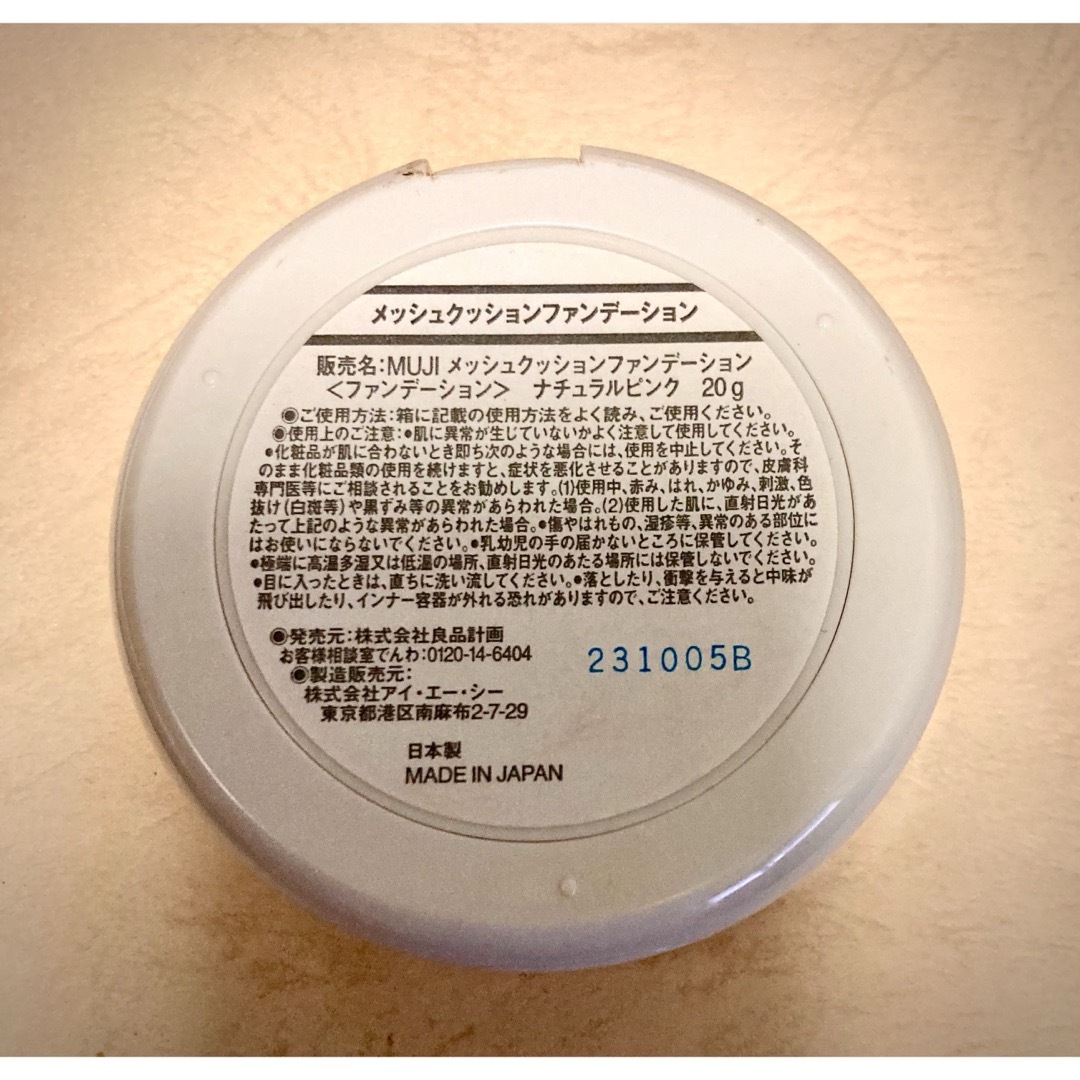 メッシュクッションファンデーション
販売名:MUJI メッシュクッションファンデーション
<ファンデーション> ナチュラルピンク 20g
◉ご使用方法:箱に記載の使用方法をよく読み、ご使用ください。
◉使用上のご注意:●肌に異常が生じていないかよく注意して使用してください。
●化粧品が肌に合わないとき即ち次のような場合には、使用を中止してください。そ
のまま化粧品類の使用を続けますと、症状を悪化させることがありますので、皮膚科
専門医等にご相談されることをお勧めします。(1)使用中、赤み、はれ、かゆみ、刺激、色
抜け(白斑等)や黒ずみ等の異常があらわれた場合。(2)使用した肌に、直射日光があ
たって上記のような異常があらわれた場合。●傷やはれもの、湿疹等、異常のある部位に
はお使いにならないでください。●乳幼児の手の届かないところに保管してください。
●極端に高温多湿又は低温の場所、直射日光のあたる場所には保管しないでください。
●目に入ったときは、直ちに洗い流してください。●落としたり、衝撃を与えると中味が
飛び出したり、インナー容器が外れる恐れがありますので、ご注意ください。
◉発売元:株式会社良品計画
お客様相談室でんわ:0120-14-6404
231005B
◉製造販売元:
株式会社アイ・エー・シー
東京都港区南麻布2-7-29
日本製
MADE IN JAPAN